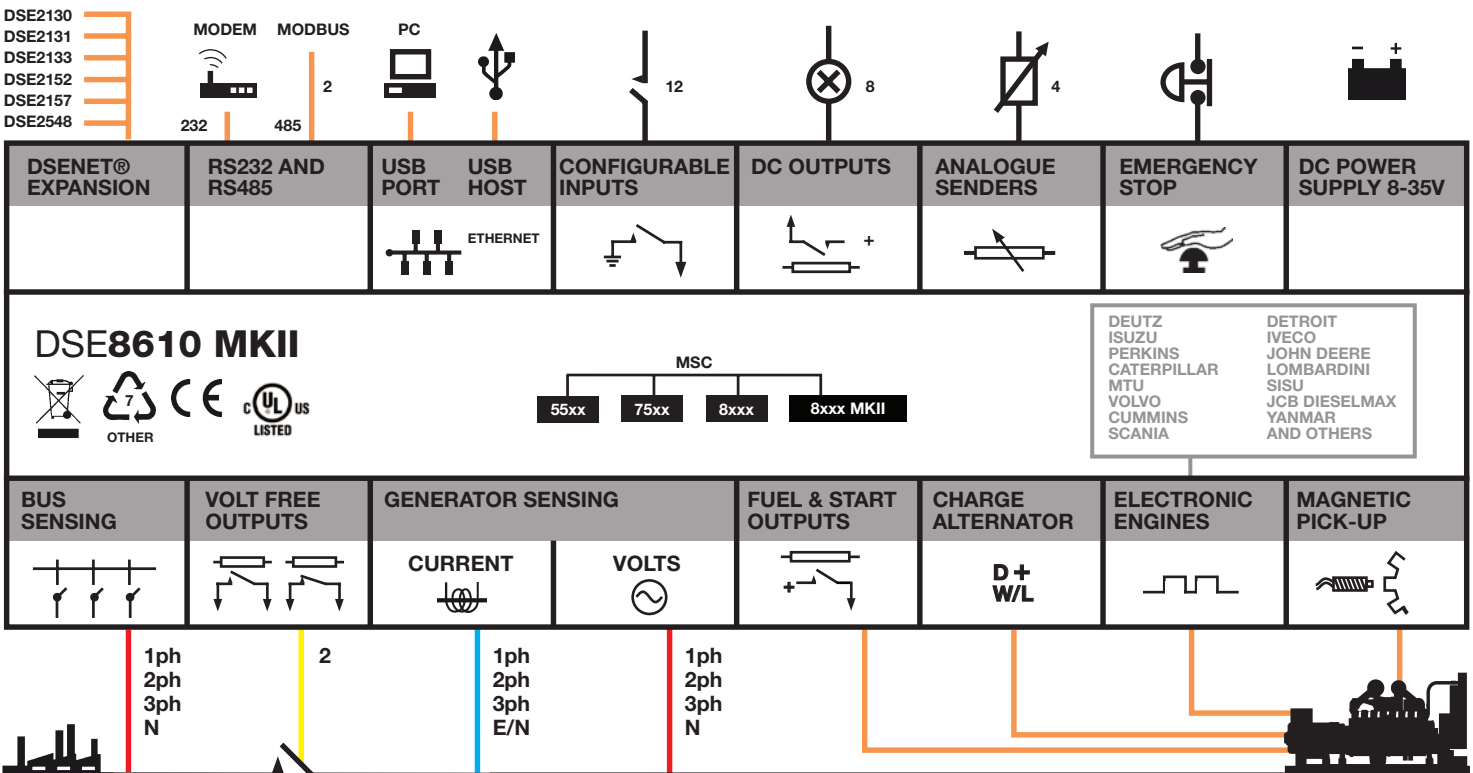 DSE2130
DSE2131
DSE2133
DSE2152
DSE2157
DSE2548
MODEM
MODBUS
PC
232
485
2
12
8
4
- +
DSENET® EXPANSION
RS232 AND RS485
USB PORT
USB HOST
CONFIGURABLE INPUTS
DC OUTPUTS
ANALOGUE SENDERS
EMERGENCY STOP
DC POWER SUPPLY 8-35V
ETHERNET
+
DSE8610 MKII
7
OTHER
CE
C UL US
LISTED
MSC
55xx
75xx
8xxx
8xxx MKII
DEUTZ
ISUZU
PERKINS
CATERPILLAR
MTU
VOLVO
CUMMINS
SCANIA
DETROIT
IVECO
JOHN DEERE
LOMBARDINI
SISU
JCB DIESELMAX
YANMAR
AND OTHERS
BUS SENSING
VOLT FREE OUTPUTS
GENERATOR SENSING
FUEL & START OUTPUTS
CHARGE ALTERNATOR
ELECTRONIC ENGINES
MAGNETIC PICK-UP
CURRENT
VOLTS
+
D+
W/L
1ph
2ph
3ph
N
2
1ph
2ph
3ph
E/N
1ph
2ph
3ph
N